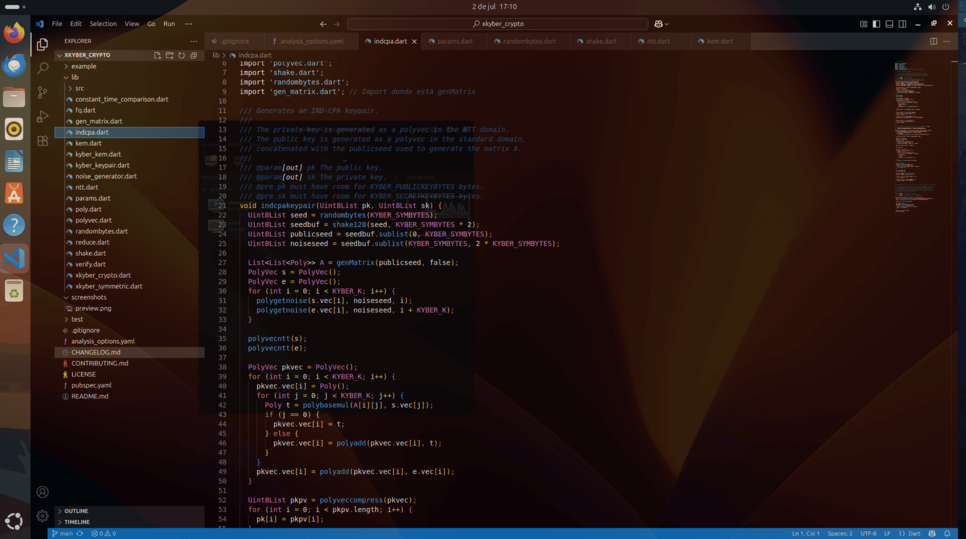 2 de jul 17:10
File Edit Selection View Go Run ···
xkyber_crypto
EXPLORER
XKYBER_CRYPTO
example
lib
src
constant_time_comparison.dart
fq.dart
gen_matrix.dart
indcpa.dart
kem.dart
kyber_kem.dart
kyber_keypair.dart
noise_generator.dart
ntt.dart
params.dart
poly.dart
polyvec.dart
randombytes.dart
reduce.dart
shake.dart
verify.dart
xkyber_crypto.dart
xkyber_symmetric.dart
screenshots
preview.png
test
.gitignore
analysis_options.yaml
CHANGELOG.md
CONTRIBUTING.md
LICENSE
pubspec.yaml
README.md
OUTLINE
TIMELINE
.gitignore analysis_options.yaml indcpa.dart params.dart randombytes.dart shake.dart ntt.dart kem.dart
lib > indcpa.dart
6 import 'polyvec.dart';
7 import 'shake.dart';
8 import 'randombytes.dart';
9 import 'gen_matrix.dart'; // Import donde está genMatrix
10
11 /// Generates an IND-CPA keypair.
12 ///
13 /// The private key is generated as a polyvec in the NTT domain.
14 /// The public key is generated as a polyvec in the standard domain,
15 /// concatenated with the publicseed used to generate the matrix A.
16 ///
17 /// @param[out] pk The public key.
18 /// @param[out] sk The private key.
19 /// @pre pk must have room for KYBER_PUBLICKEYBYTES bytes.
20 /// @pre sk must have room for KYBER_SECRETKEYBYTES bytes.
21 void indcpakeypair(Uint8List pk, Uint8List sk) {
22 Uint8List seed = randombytes(KYBER_SYMBYTES);
23 Uint8List seedbuf = shake128(seed, KYBER_SYMBYTES * 2);
24 Uint8List publicseed = seedbuf.sublist(0, KYBER_SYMBYTES);
25 Uint8List noiseseed = seedbuf.sublist(KYBER_SYMBYTES, 2 * KYBER_SYMBYTES);
26
27 List<List<Poly>> A = genMatrix(publicseed, false);
28 PolyVec s = PolyVec();
29 PolyVec e = PolyVec();
30 for (int i = 0; i < KYBER_K; i++) {
31 polygetnoise(s.vec[i], noiseseed, i);
32 polygetnoise(e.vec[i], noiseseed, i + KYBER_K);
33 }
34
35 polyvecntt(s);
36 polyvecntt(e);
37
38 PolyVec pkvec = PolyVec();
39 for (int i = 0; i < KYBER_K; i++) {
40 pkvec.vec[i] = Poly();
41 for (int j = 0; j < KYBER_K; j++) {
42 Poly t = polybasemul(A[i][j], s.vec[j]);
43 if (j == 0) {
44 pkvec.vec[i] = t;
45 } else {
46 pkvec.vec[i] = polyadd(pkvec.vec[i], t);
47 }
48 }
49 pkvec.vec[i] = polyadd(pkvec.vec[i], e.vec[i]);
50 }
51
52 Uint8List pkpv = polyveccompress(pkvec);
53 for (int i = 0; i < pkpv.length; i++) {
54 pk[i] = pkpv[i];
main 0 0 Ln 1, Col 1 Spaces: 2 UTF-8 LF {} Dart